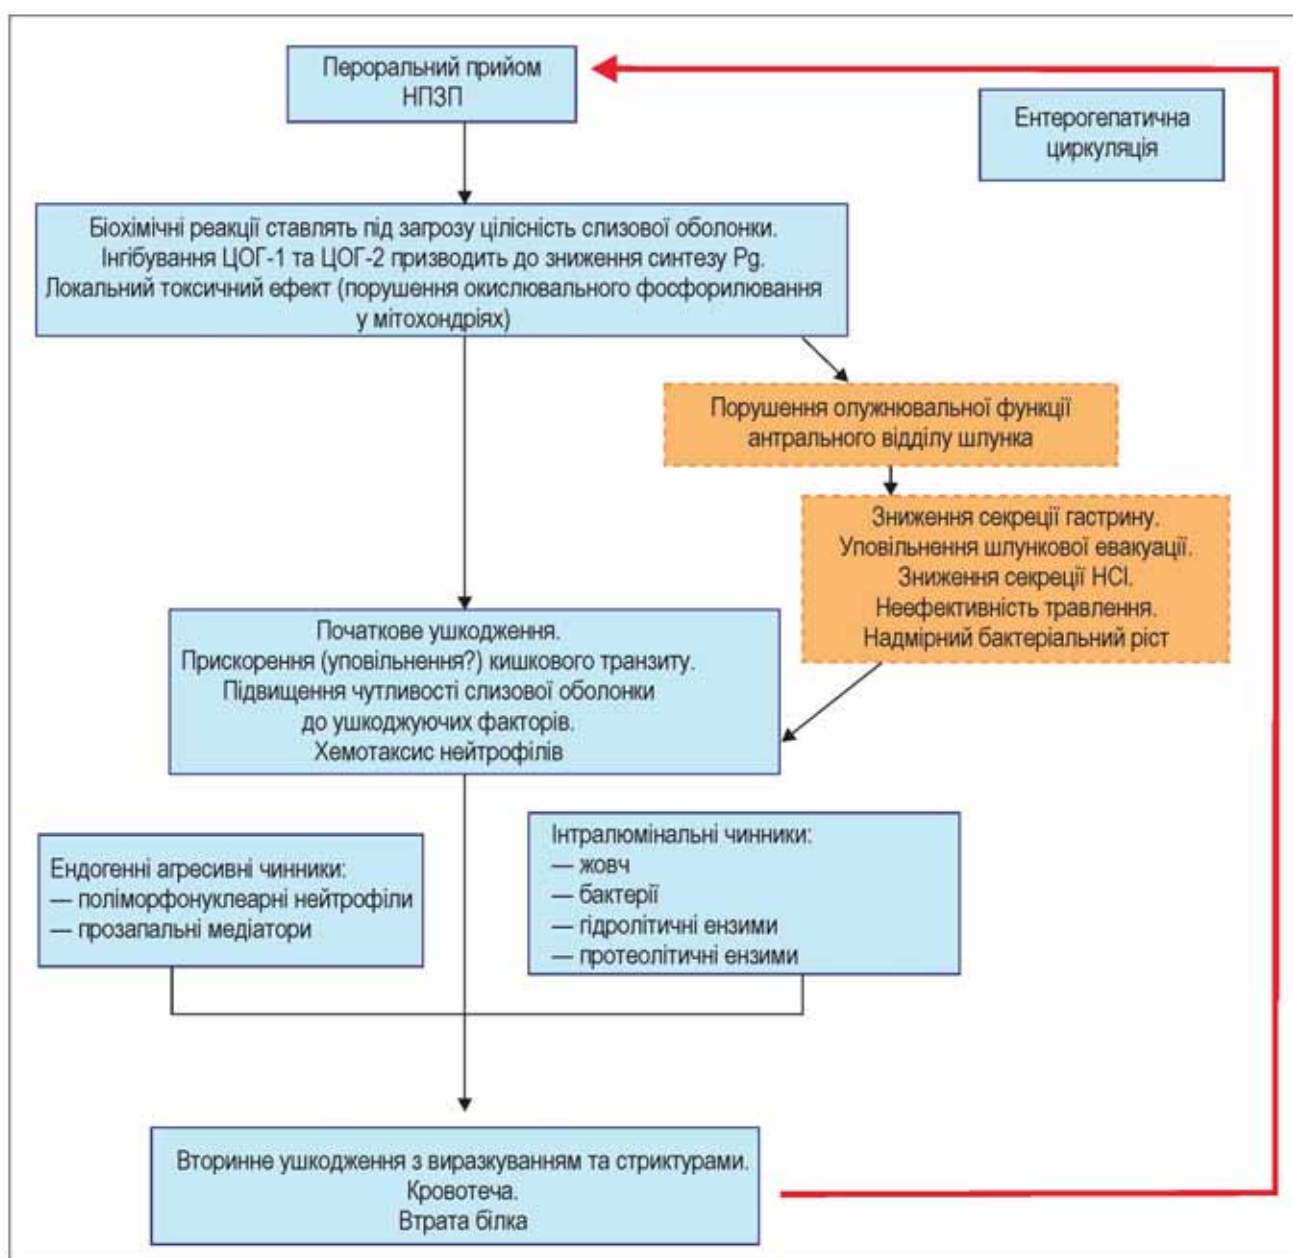 Пероральний прийом
НПЗП
Ентерогепатична
циркуляція
Біохімічні реакції ставлять під загрозу цілісність слизової оболонки.
Інгібування ЦОГ-1 та ЦОГ-2 призводить до зниження синтезу Pg.
Локальний токсичний ефект (порушення окислювального фосфорилювання
у мітохондріях)
Порушення олужнювальної функції
антрального відділу шлунка
Зниження секреції гастрину.
Уповільнення шлункової евакуації.
Зниження секреції HCl.
Неефективність травлення.
Надмірний бактеріальний ріст
Початкове ушкодження.
Прискорення (уповільнення?) кишкового транзиту.
Підвищення чутливості слизової оболонки
до ушкоджуючих факторів.
Хемотаксис нейтрофілів
Ендогенні агресивні чинники:
— поліморфонуклеарні нейтрофіли
— прозапальні медіатори
Інтралюмінальні чинники:
— жовч
— бактерії
— гідролітичні ензими
— протеолітичні ензими
Вторинне ушкодження з виразкуванням та стриктурами.
Кровотеча.
Втрата білка